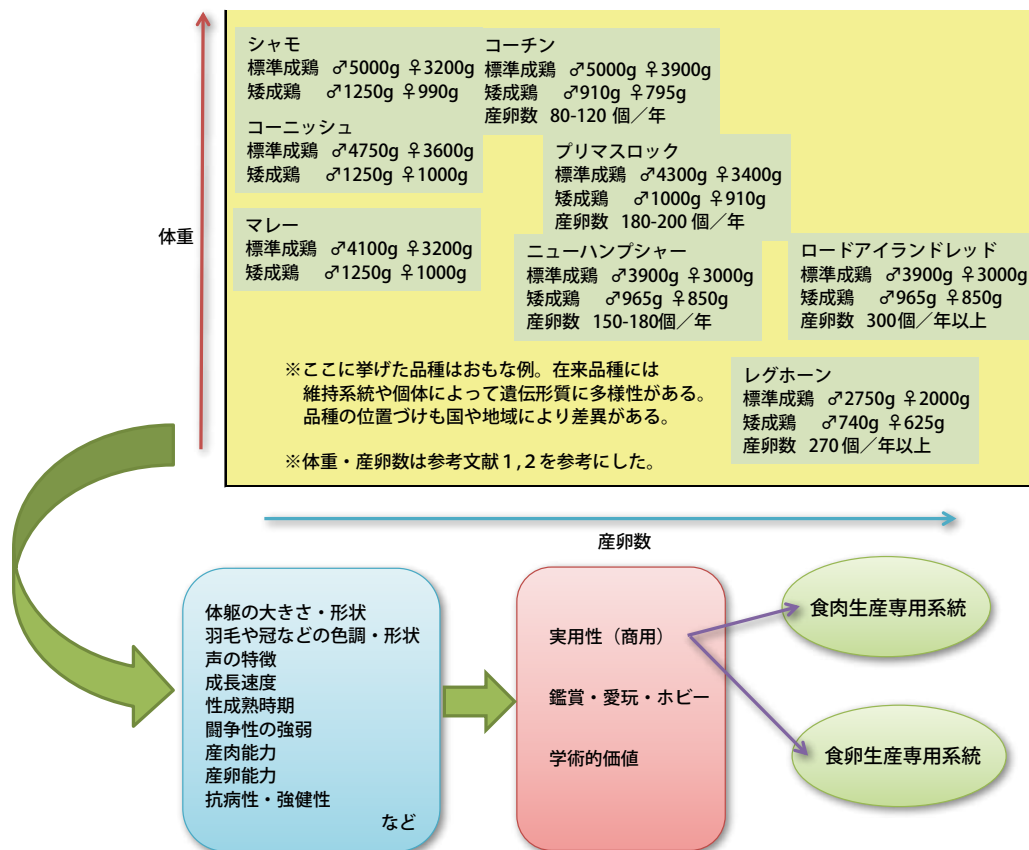 シャモ
標準成鶏 ♂5000g ♀3200g
矮成鶏 ♂1250g ♀990g
コーチン
標準成鶏 ♂5000g ♀3900g
矮成鶏 ♂910g ♀795g
産卵数 80-120 個／年
コーニッシュ
標準成鶏 ♂4750g ♀3600g
矮成鶏 ♂1250g ♀1000g
プリマスロック
標準成鶏 ♂4300g ♀3400g
矮成鶏 ♂1000g ♀910g
産卵数 180-200 個／年
体重
マレー
標準成鶏 ♂4100g ♀3200g
矮成鶏 ♂1250g ♀1000g
ニューハンプシャー
標準成鶏 ♂3900g ♀3000g
矮成鶏 ♂965g ♀850g
産卵数 150-180個／年
ロードアイランドレッド
標準成鶏 ♂3900g ♀3000g
矮成鶏 ♂965g ♀850g
産卵数 300個／年以上
※ここに挙げた品種はおもな例。在来品種には
維持系統や個体によって遺伝形質に多様性がある。
品種の位置づけも国や地域により差異がある。
※体重・産卵数は参考文献１,２を参考にした。
レグホーン
標準成鶏 ♂2750g ♀2000g
矮成鶏 ♂740g ♀625g
産卵数 270個／年以上
産卵数
体躯の大きさ・形状
羽毛や冠などの色調・形状
声の特徴
成長速度
性成熟時期
闘争性の強弱
産肉能力
産卵能力
抗病性・強健性
など
実用性（商用）
鑑賞・愛玩・ホビー
学術的価値
食肉生産専用系統
食卵生産専用系統